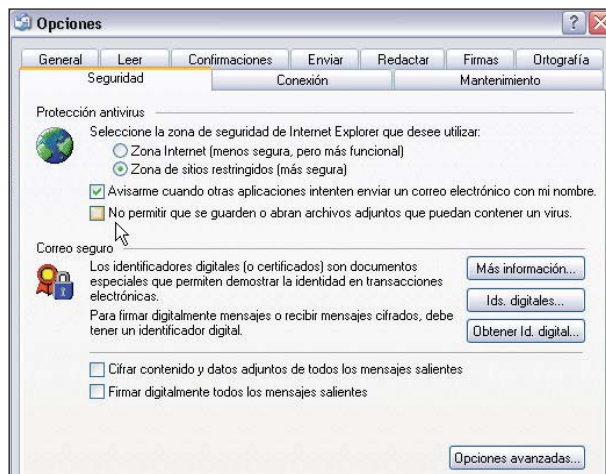 Opciones
General Leer Confirmaciones Enviar Redactar Firmas Ortografía
Seguridad Conexión Mantenimiento
Protección antivirus
Seleccione la zona de seguridad de Internet Explorer que desee utilizar:
Zona Internet (menos segura, pero más funcional)
Zona de sitios restringidos (más segura)
Avisarme cuando otras aplicaciones intenten enviar un correo electrónico con mi nombre.
No permitir que se guarden o abran archivos adjuntos que puedan contener un virus.
Correo seguro
Los identificadores digitales (o certificados) son documentos
especiales que permiten demostrar la identidad en transacciones
electrónicas.
Más información...
Ids. digitales...
Para firmar digitalmente mensajes o recibir mensajes cifrados, debe
tener un identificador digital.
Obtener Id. digital...
Cifrar contenido y datos adjuntos de todos los mensajes salientes
Firmar digitalmente todos los mensajes salientes
Opciones avanzadas...